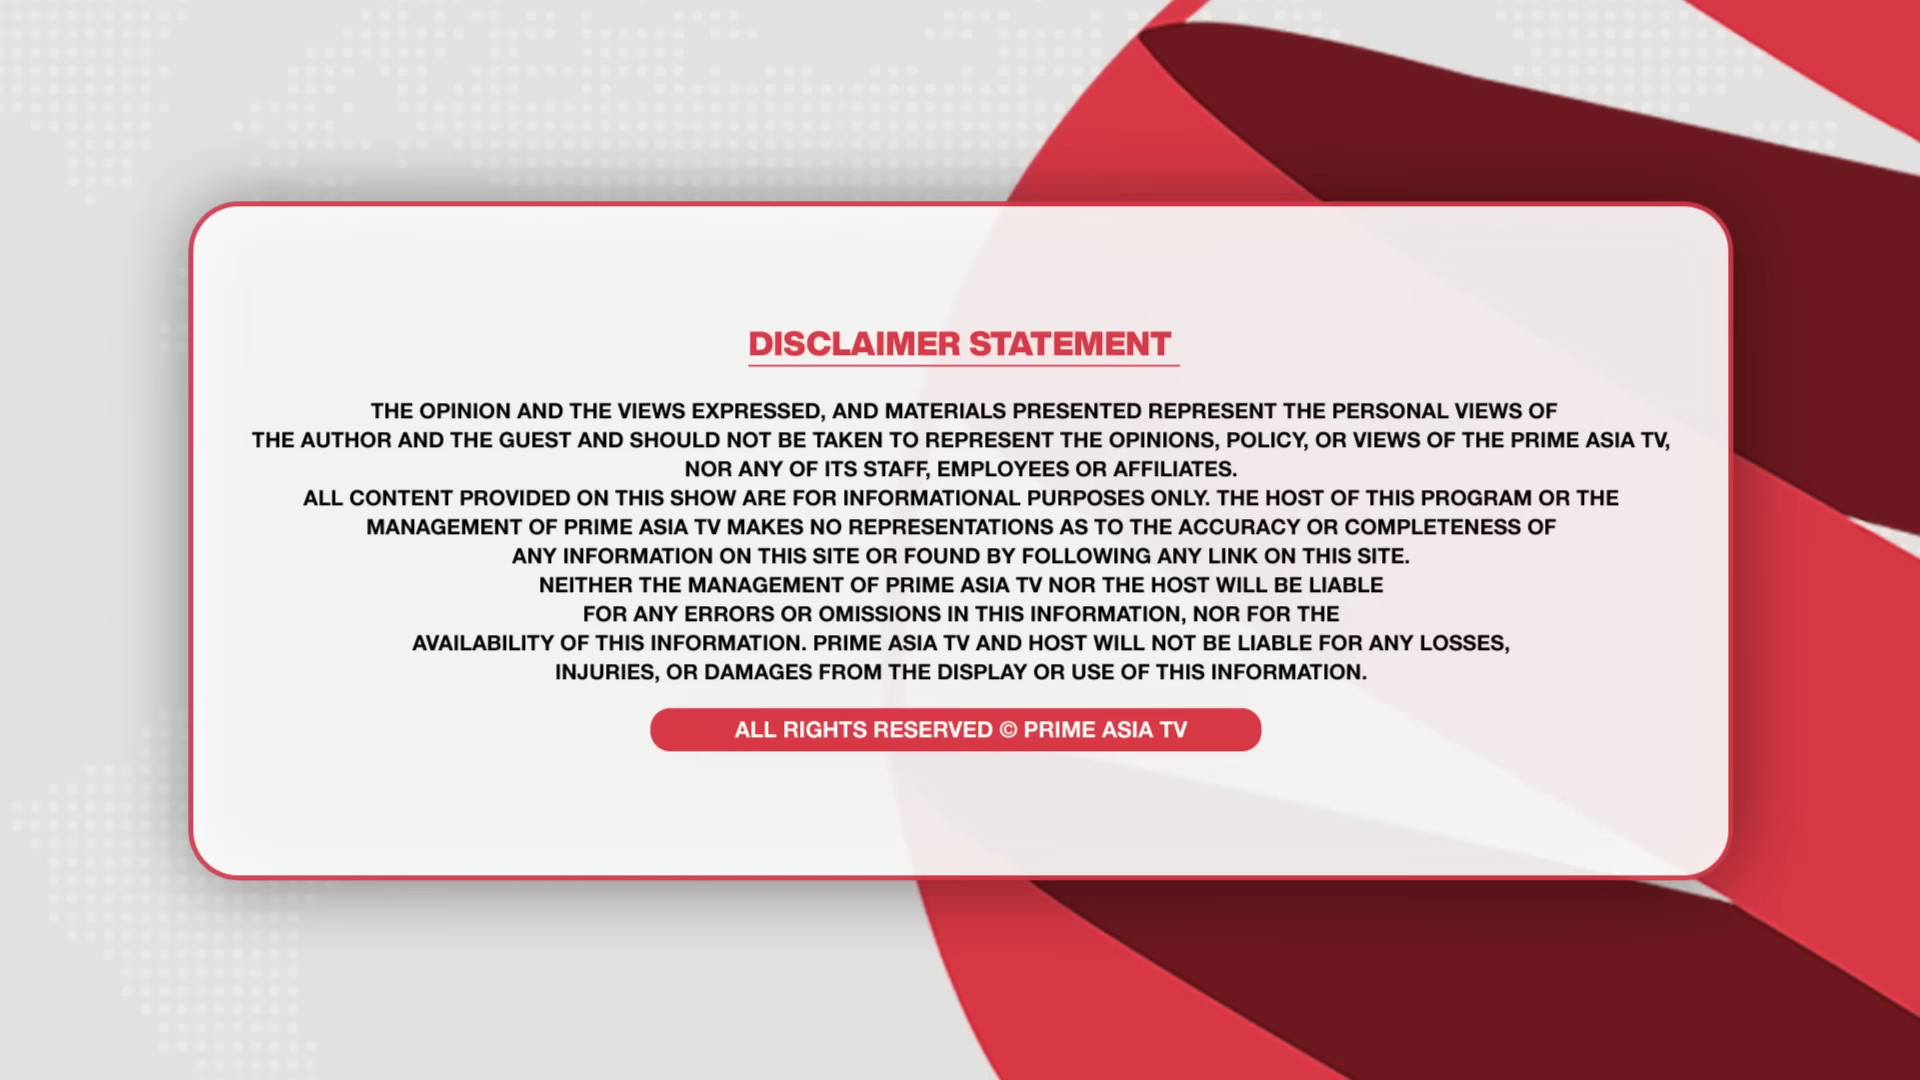 DISCLAIMER STATEMENT
THE OPINION AND THE VIEWS EXPRESSED, AND MATERIALS PRESENTED REPRESENT THE PERSONAL VIEWS OF
THE AUTHOR AND THE GUEST AND SHOULD NOT BE TAKEN TO REPRESENT THE OPINIONS, POLICY, OR VIEWS OF THE PRIME ASIA TV,
NOR ANY OF ITS STAFF, EMPLOYEES OR AFFILIATES.
ALL CONTENT PROVIDED ON THIS SHOW ARE FOR INFORMATIONAL PURPOSES ONLY. THE HOST OF THIS PROGRAM OR THE
MANAGEMENT OF PRIME ASIA TV MAKES NO REPRESENTATIONS AS TO THE ACCURACY OR COMPLETENESS OF
ANY INFORMATION ON THIS SITE OR FOUND BY FOLLOWING ANY LINK ON THIS SITE.
NEITHER THE MANAGEMENT OF PRIME ASIA TV NOR THE HOST WILL BE LIABLE
FOR ANY ERRORS OR OMISSIONS IN THIS INFORMATION, NOR FOR THE
AVAILABILITY OF THIS INFORMATION. PRIME ASIA TV AND HOST WILL NOT BE LIABLE FOR ANY LOSSES,
INJURIES, OR DAMAGES FROM THE DISPLAY OR USE OF THIS INFORMATION.
ALL RIGHTS RESERVED © PRIME ASIA TV